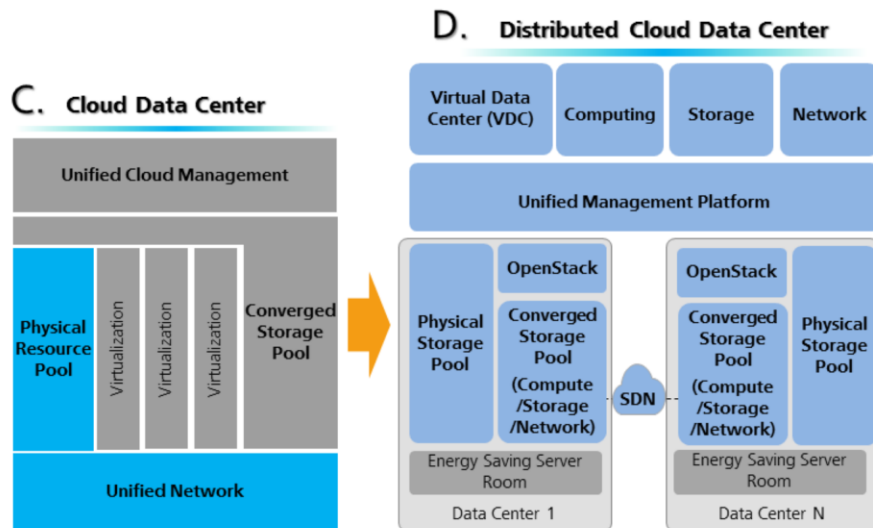 C. Cloud Data Center
Unified Cloud Management
Physical
Resource
Pool
Virtualization
Virtualization
Virtualization
Converged
Storage
Pool
Unified Network
D. Distributed Cloud Data Center
Virtual Data
Center (VDC)
Computing
Storage
Network
Unified Management Platform
Physical
Storage
Pool
OpenStack
Converged
Storage
Pool
(Compute
/Storage
/Network)
Energy Saving Server
Room
Data Center 1
SDN
OpenStack
Converged
Storage
Pool
(Compute
/Storage
/Network)
Physical
Storage
Pool
Energy Saving Server
Room
Data Center N